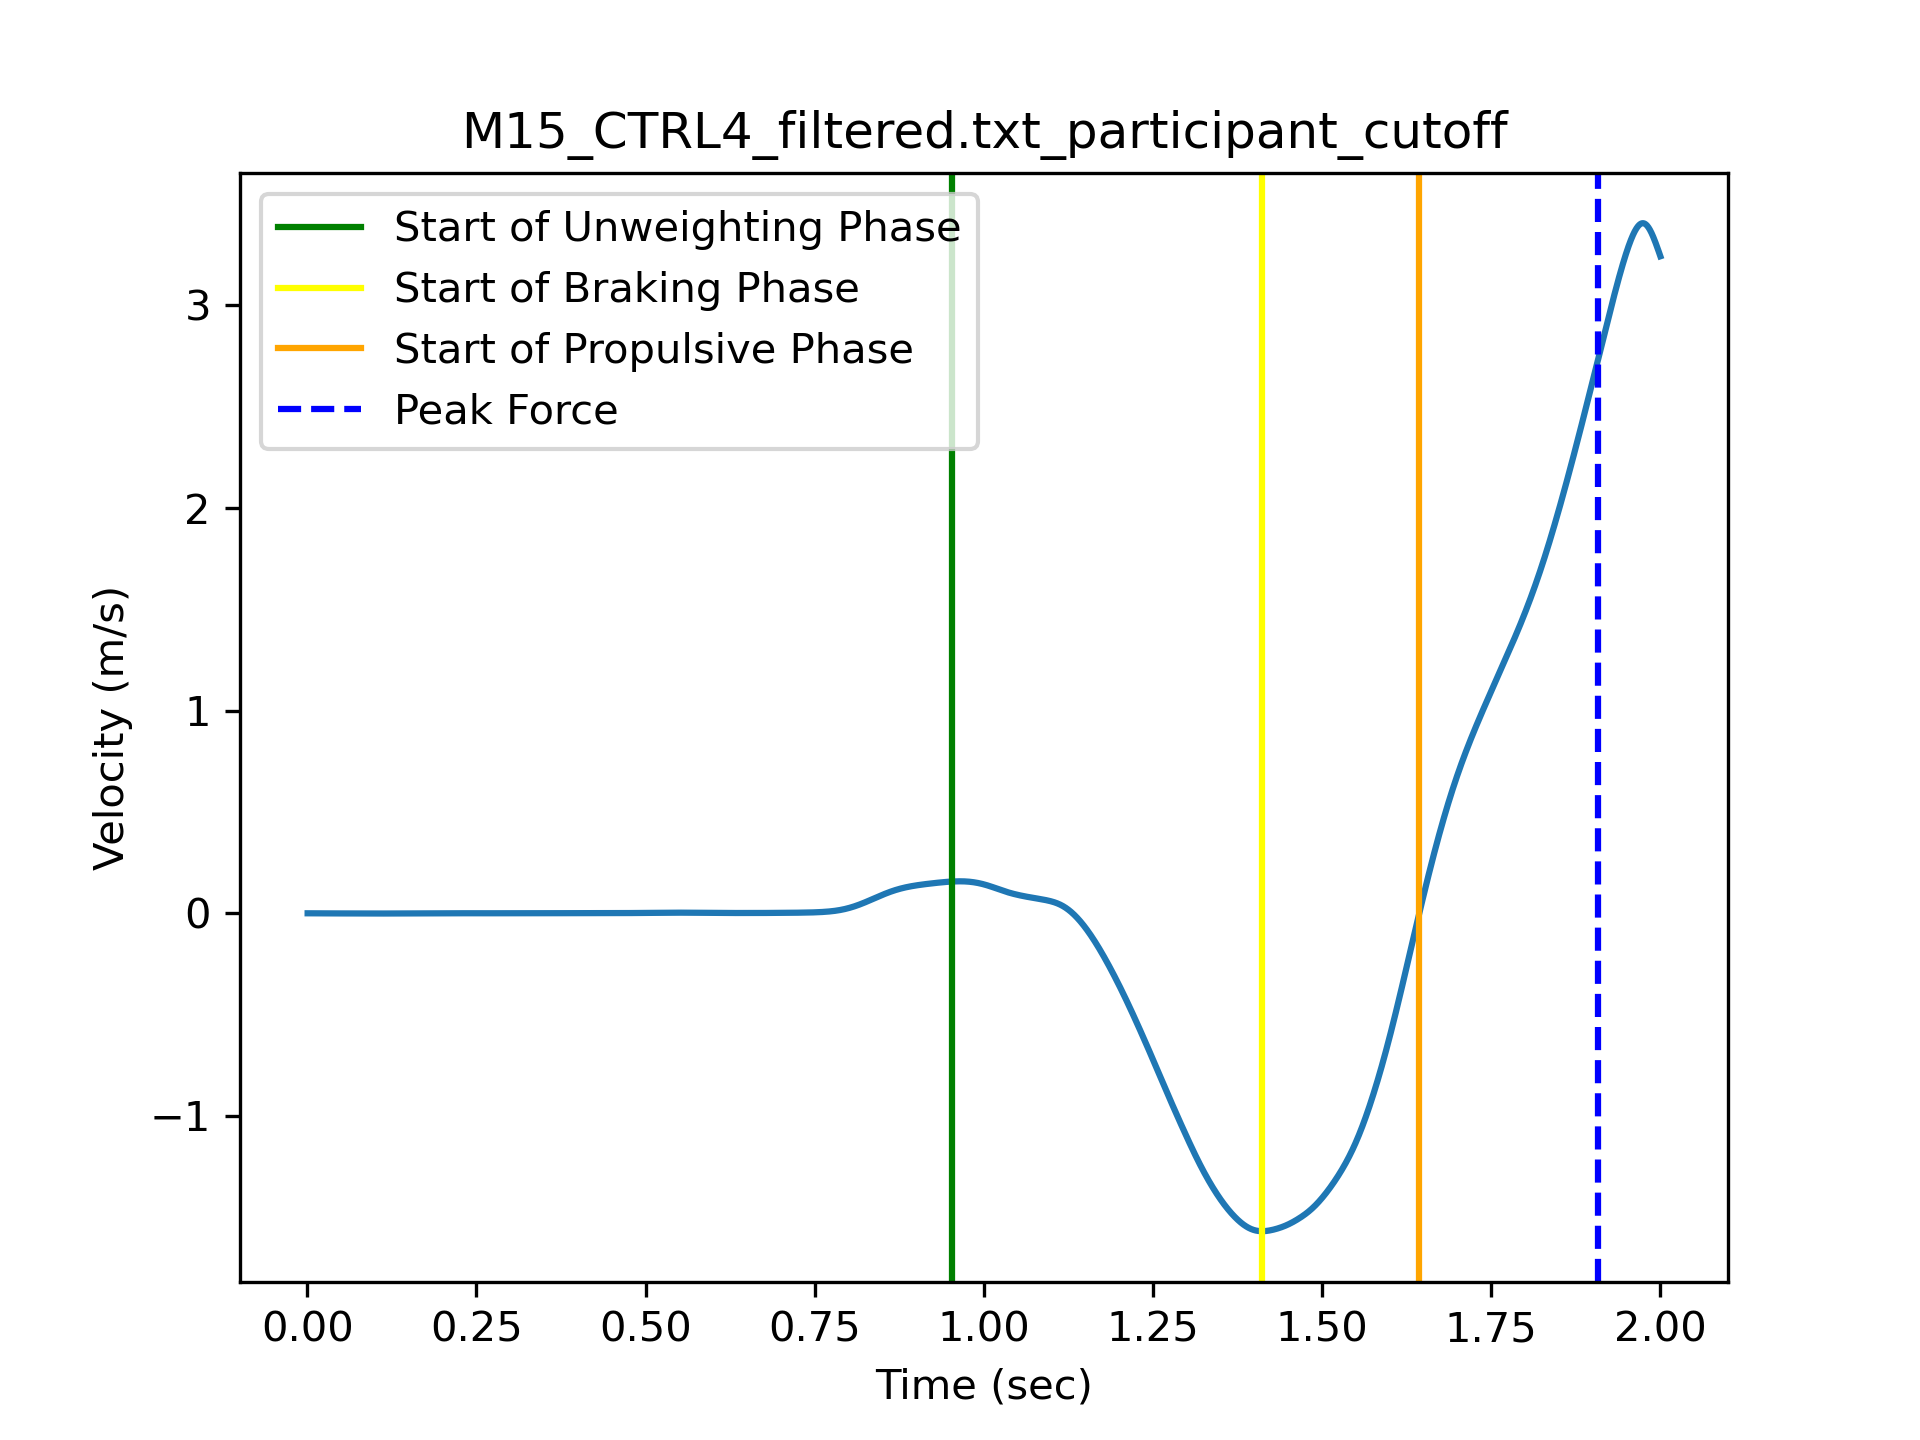 M15_CTRL4_filtered.txt_participant_cutoff
Start of Unweighting Phase
Start of Braking Phase
Start of Propulsive Phase
Peak Force
3
2
1
0
−1
Velocity (m/s)
0.00 0.25 0.50 0.75 1.00 1.25 1.50 1.75 2.00
Time (sec)